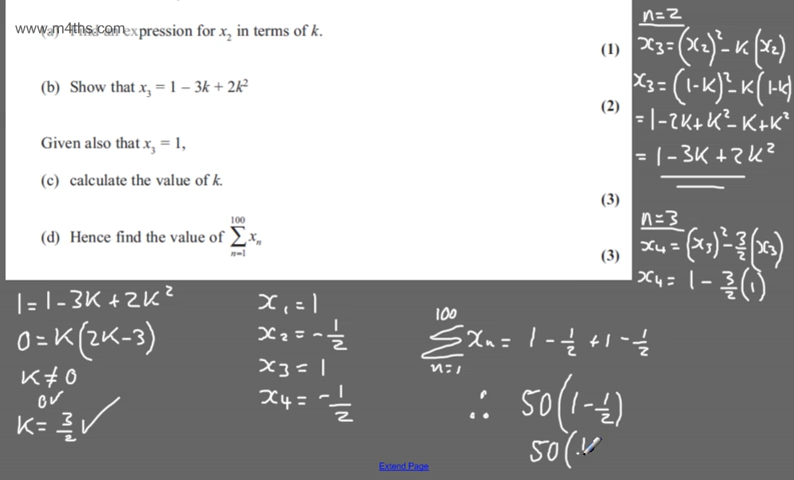 www.m4ths.com
(a) Find an expression for x₂ in terms of k.
(1)
(b) Show that x₃ = 1 − 3k + 2k²
(2)
Given also that x₃ = 1,
(c) calculate the value of k.
(3)
(d) Hence find the value of ∑ₙ₌₁¹⁰⁰ xₙ
(3)
n=2
x₃=(x₂)²-k(x₂)
x₃=(1-k)²-k(1-k)
=1-2k+k²-k+k²
=1-3k+2k²
n=3
x₄=(x₃)²-3/2(x₃)
x₄=1-3/2(1)
1=1-3k+2k²
0=k(2k-3)
k≠0
or
k=3/2✓
x₁=1
x₂=-1/2
x₃=1
x₄=-1/2
∑ₙ₌₁¹⁰⁰ xₙ=1-1/2+1-1/2
∴ 50(1-1/2)
50(
Extend Page